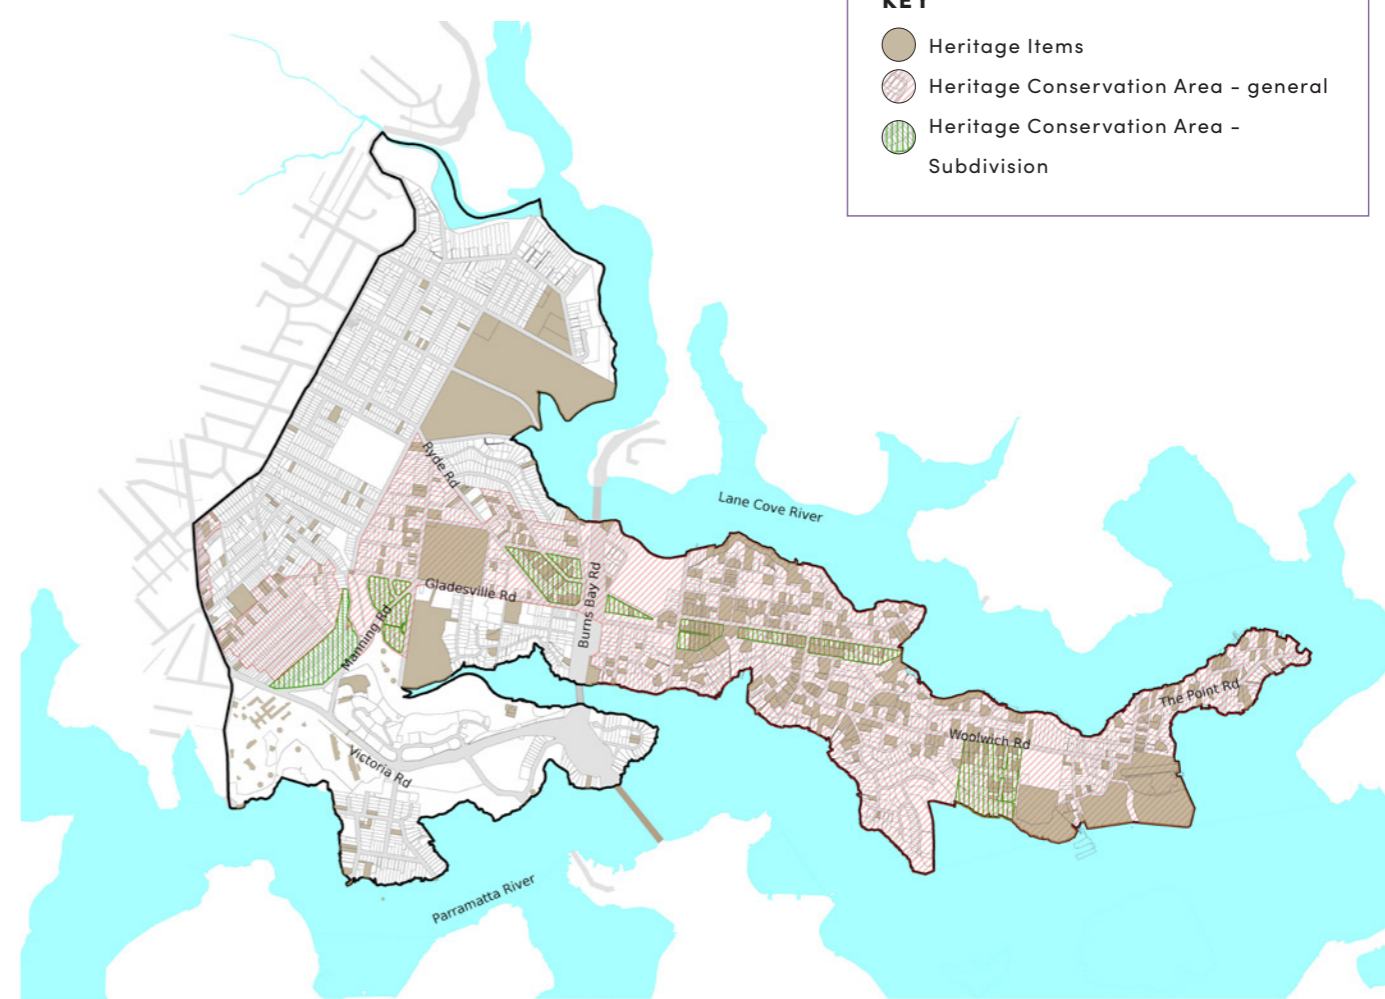 KEY
Heritage Items
Heritage Conservation Area - general
Heritage Conservation Area -
Subdivision
Ryde Rd
Lane Cove River
Gladesville Rd
Burns Bay Rd
Manning Rd
The Point Rd
Woolwich Rd
Victoria Rd
Parramatta River